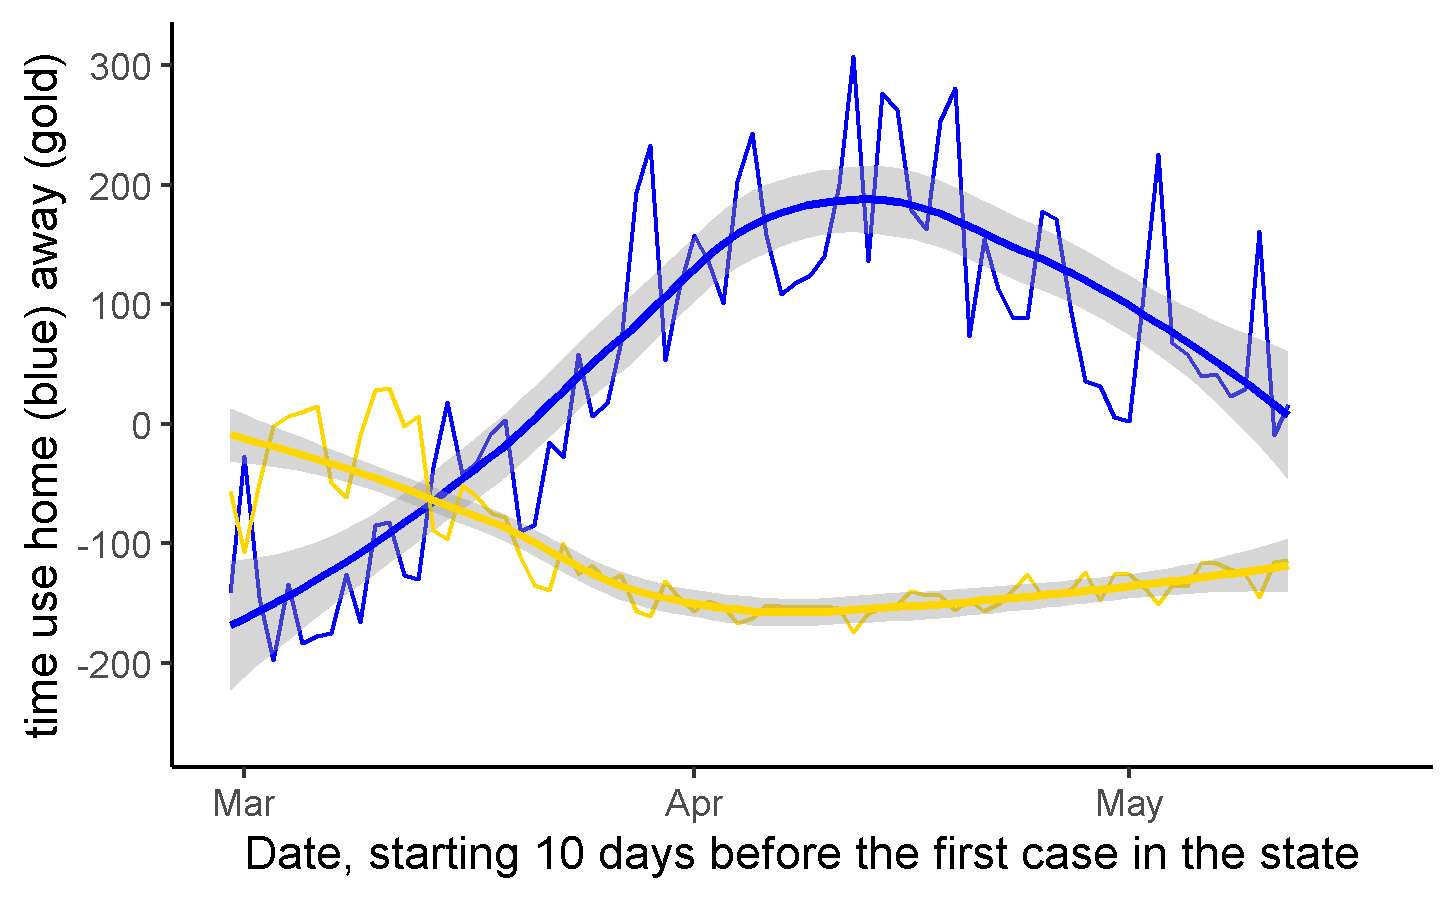 time use home (blue) away (gold)
300
200
100
0
-100
-200
Mar Apr May
Date, starting 10 days before the first case in the state